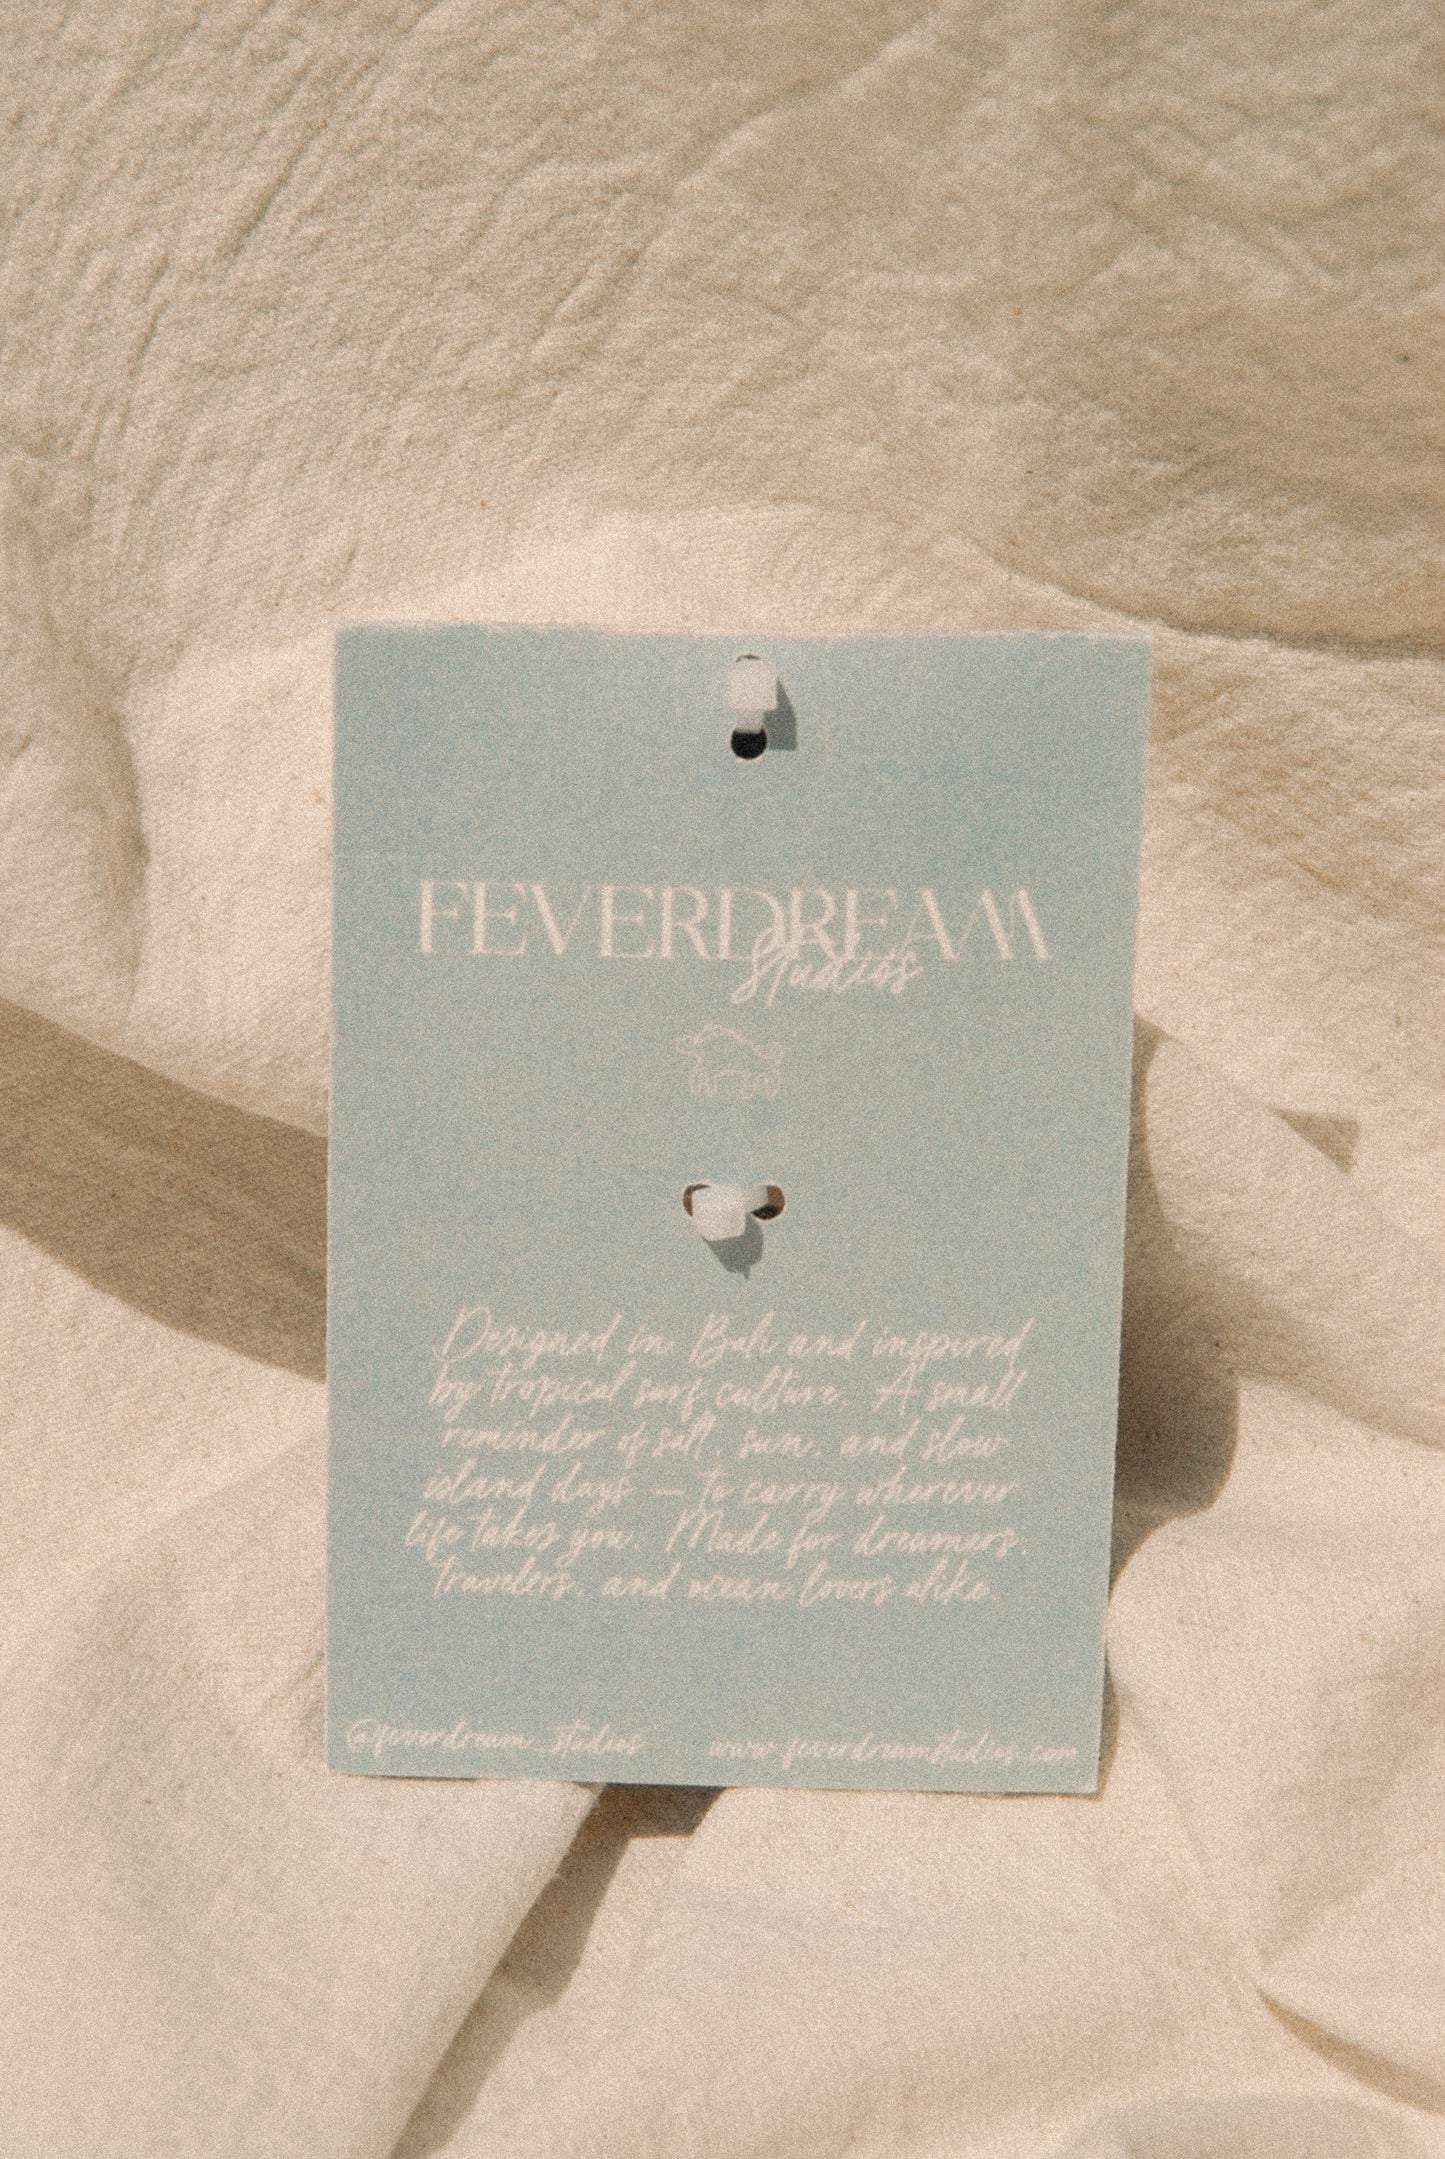 FEVERDREAM
Studios
Designed in Bali and inspired
by tropical surf culture. A small
reminder of salt, sun, and slow
island days — to carry wherever
life takes you. Made for dreamers,
travelers, and ocean lovers alike.
@feverdream_studios www.feverdreamstudios.com